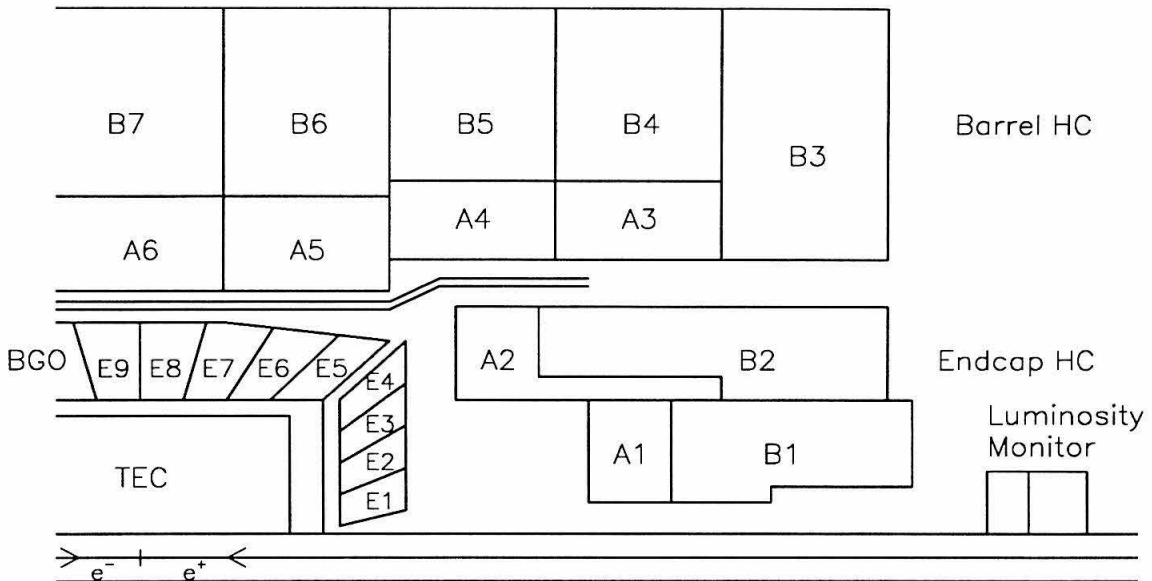 B7 B6 B5 B4 B3 Barrel HC
A6 A5 A4 A3
BGO E9 E8 E7 E6 E5 E4 A2 B2 Endcap HC
E3
E2
E1
A1 B1
Luminosity
Monitor
TEC
e⁻ e⁺